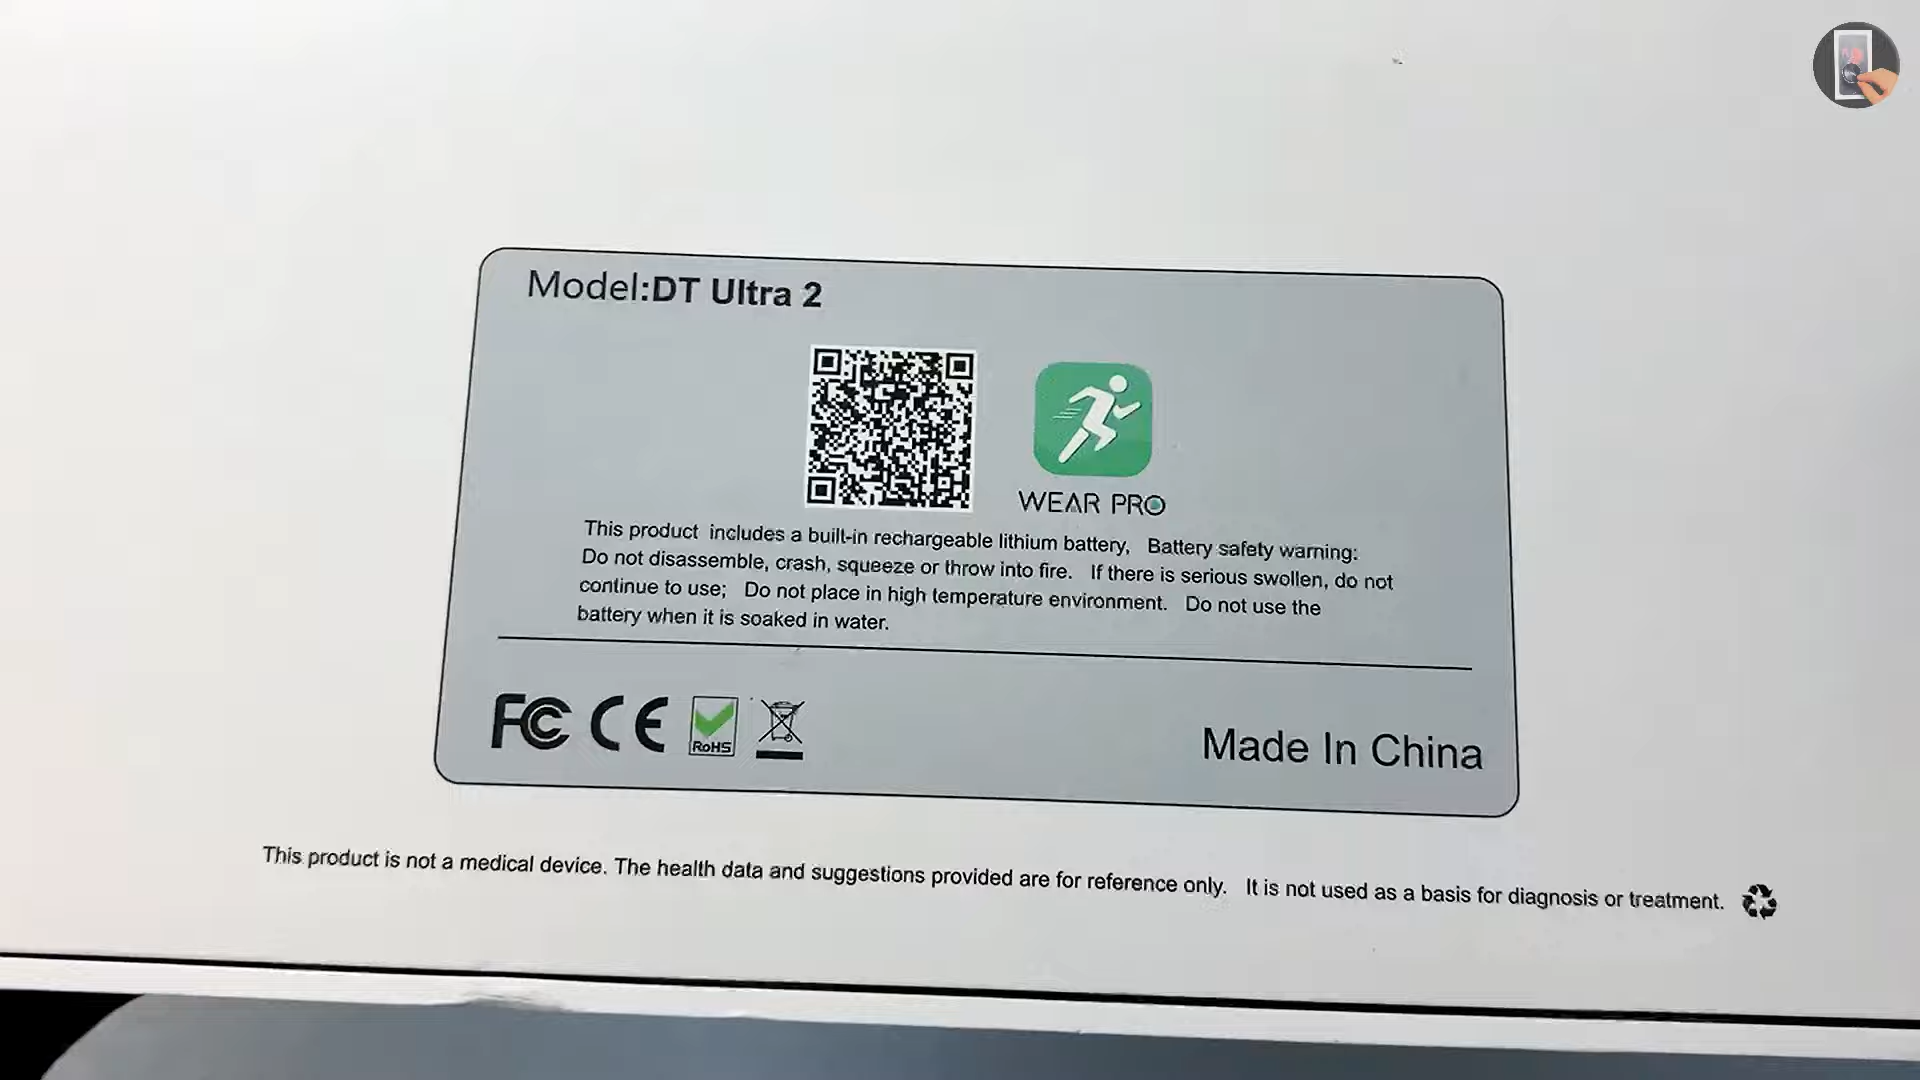 Model:DT Ultra 2
WEAR PRO
This product includes a built-in rechargeable lithium battery, Battery safety warning:
Do not disassemble, crash, squeeze or throw into fire. If there is serious swollen, do not
continue to use; Do not place in high temperature environment. Do not use the
battery when it is soaked in water.
FC CE RoHS
Made In China
This product is not a medical device. The health data and suggestions provided are for reference only. It is not used as a basis for diagnosis or treatment.